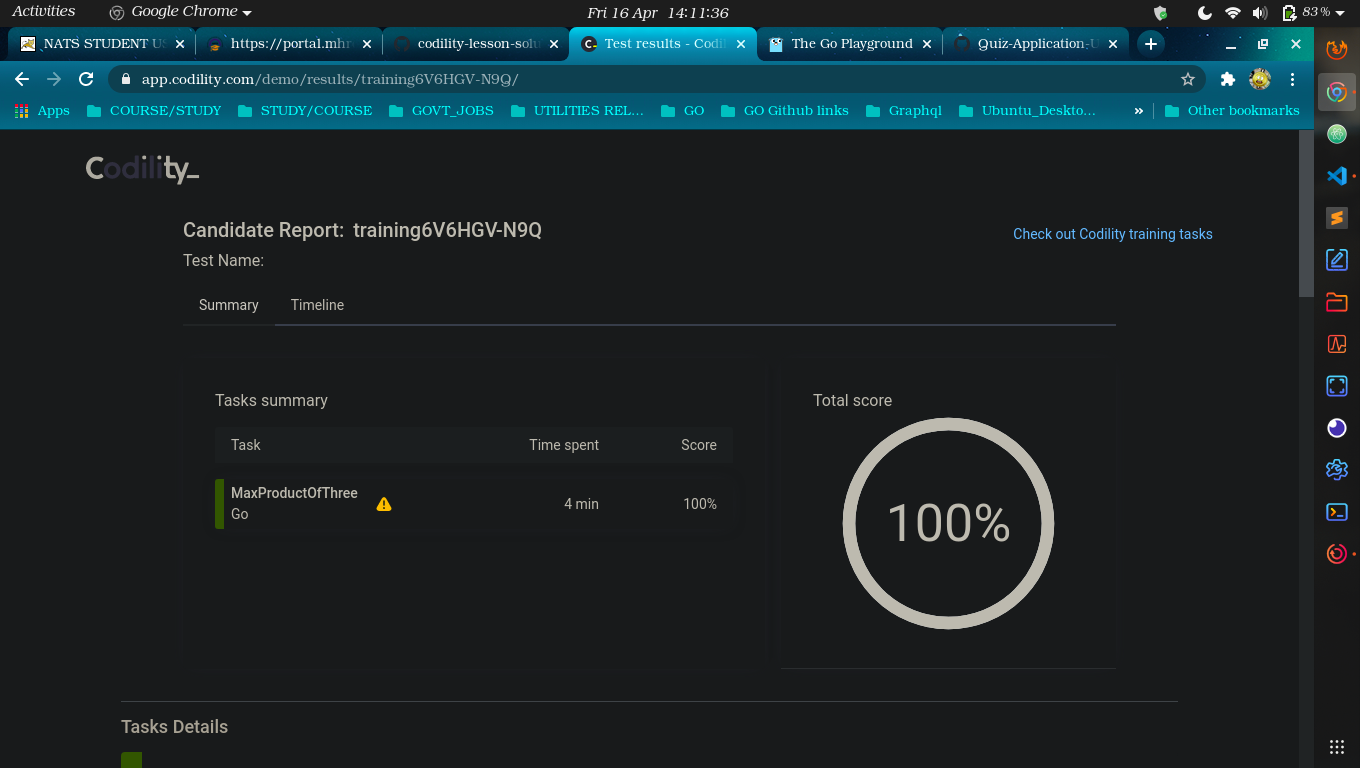 Activities Google Chrome Fri 16 Apr 14:11:36 83 %
NATS STUDENT US https://portal.mhr codility-lesson-solu Test results - Codil The Go Playground Quiz-Application-U
app.codility.com/demo/results/training6V6HGV-N9Q/
Apps COURSE/STUDY STUDY/COURSE GOVT_JOBS UTILITIES REL... GO GO Github links Graphql Ubuntu_Deskto... » Other bookmarks
Codility_
Candidate Report: training6V6HGV-N9Q
Check out Codility training tasks
Test Name:
Summary Timeline
Tasks summary
Task Time spent Score
MaxProductOfThree
Go
4 min 100%
Total score
100%
Tasks Details